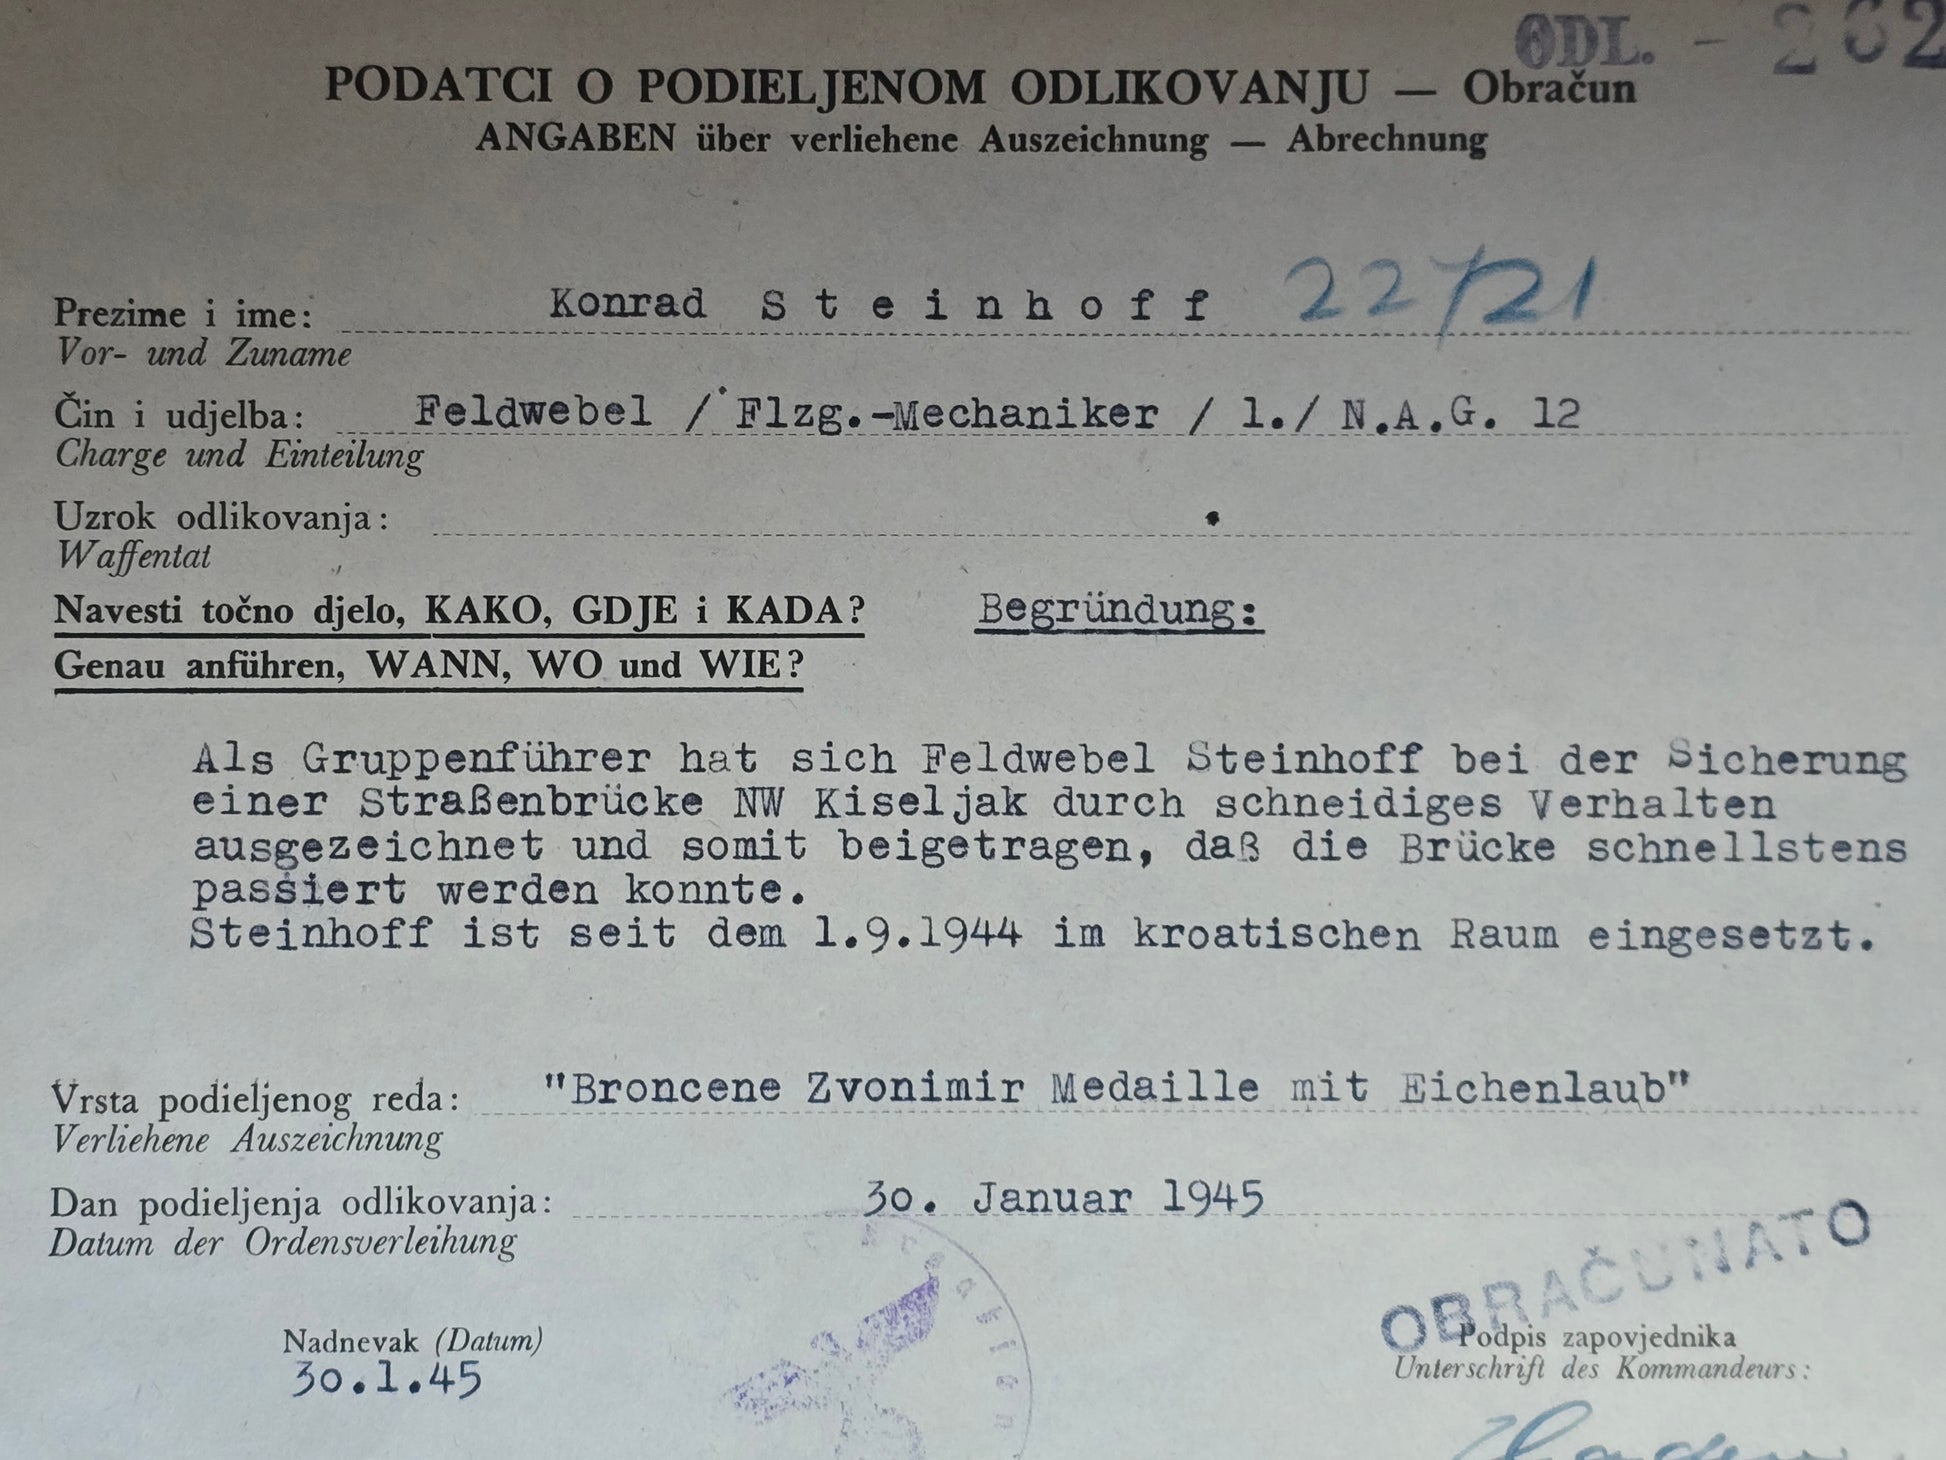 ODL. - 262
PODATCI O PODIELJENOM ODLIKOVANJU — Obračun
ANGABEN über verliehene Auszeichnung — Abrechnung
Prezime i ime: Konrad Steinhoff 22/21
Vor- und Zuname
Čin i udjelba: Feldwebel / Flzg.-Mechaniker / 1./ N.A.G. 12
Charge und Einteilung
Uzrok odlikovanja:
Waffentat
Navesti točno djelo, KAKO, GDJE i KADA? Begründung:
Genau anführen, WANN, WO und WIE?
Als Gruppenführer hat sich Feldwebel Steinhoff bei der Sicherung
einer Straßenbrücke NW Kiseljak durch schneidiges Verhalten
ausgezeichnet und somit beigetragen, daß die Brücke schnellstens
passiert werden konnte.
Steinhoff ist seit dem 1.9.1944 im kroatischen Raum eingesetzt.
Vrsta podieljenog reda: "Broncene Zvonimir Medaille mit Eichenlaub"
Verliehene Auszeichnung
Dan podieljenja odlikovanja: 30. Januar 1945
Datum der Ordensverleihung
OBRAČUNATO
Nadnevak (Datum)
30.1.45
Podpis zapovjednika
Unterschrift des Kommandeurs: